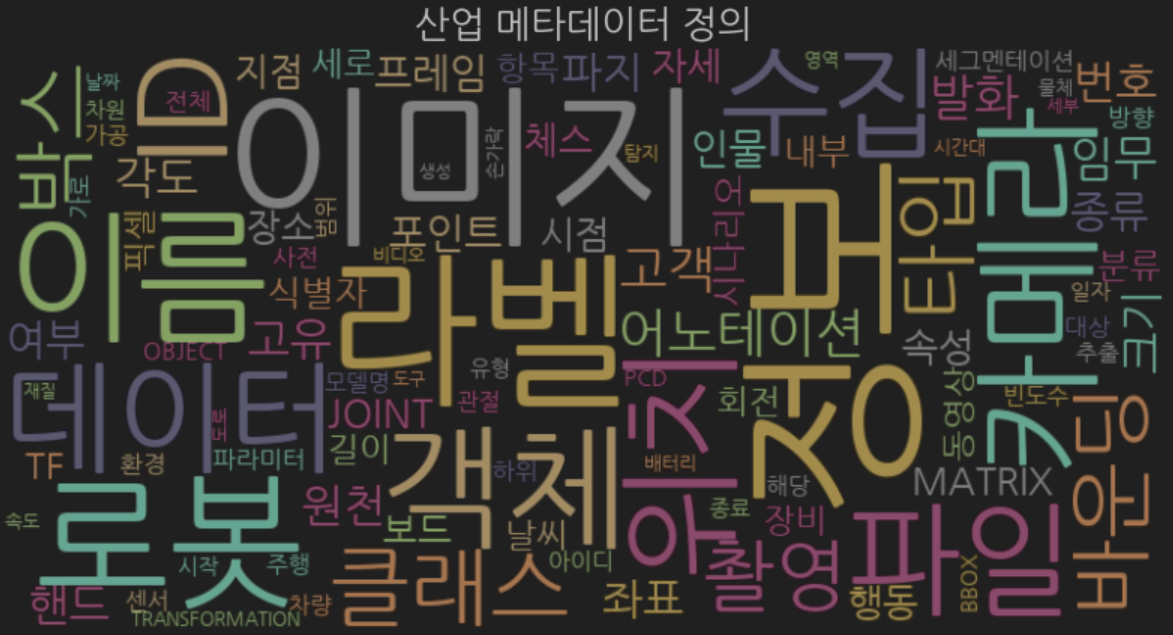 산업 메타데이터 정의
날짜
ID
지점
세로
프레임
항목
파지
자세
수집
영역
세그멘테이션
번호
차원
전체
이미지
발화
물체
세부
가공
박스
각도
생성
손가락
체스
탐지
인물
내부
시간대
방향
임무
가로
이름
픽셀
장소
범위
포인트
시점
시나리오
정보
타입
카메라
종류
사전
비디오
고객
분류
식별자
라벨
일자
크기
여부
OBJECT
고유
어노테이션
속성
대상
추출
재질
데이터
모델명
도구
유형
PCD
회전
빈도수
도로
JOINT
관절
위치
동영상
바운딩
TF
환경
파라미터
길이
객체
하위
배터리
해당
MATRIX
속도
로봇
원천
보드
날씨
종료
장비
파일
시작
주행
클래스
아이디
촬영
핸드
센서
차량
좌표
행동
BBOX
TRANSFORMATION